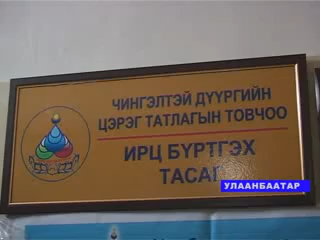 ЧИНГЭЛТЭЙ ДҮҮРГИЙН
ЦЭРЭГ ТАТЛАГЫН ТОВЧОО
ИРЦ БҮРТГЭХ
ТАСАГ
УЛААНБААТАР